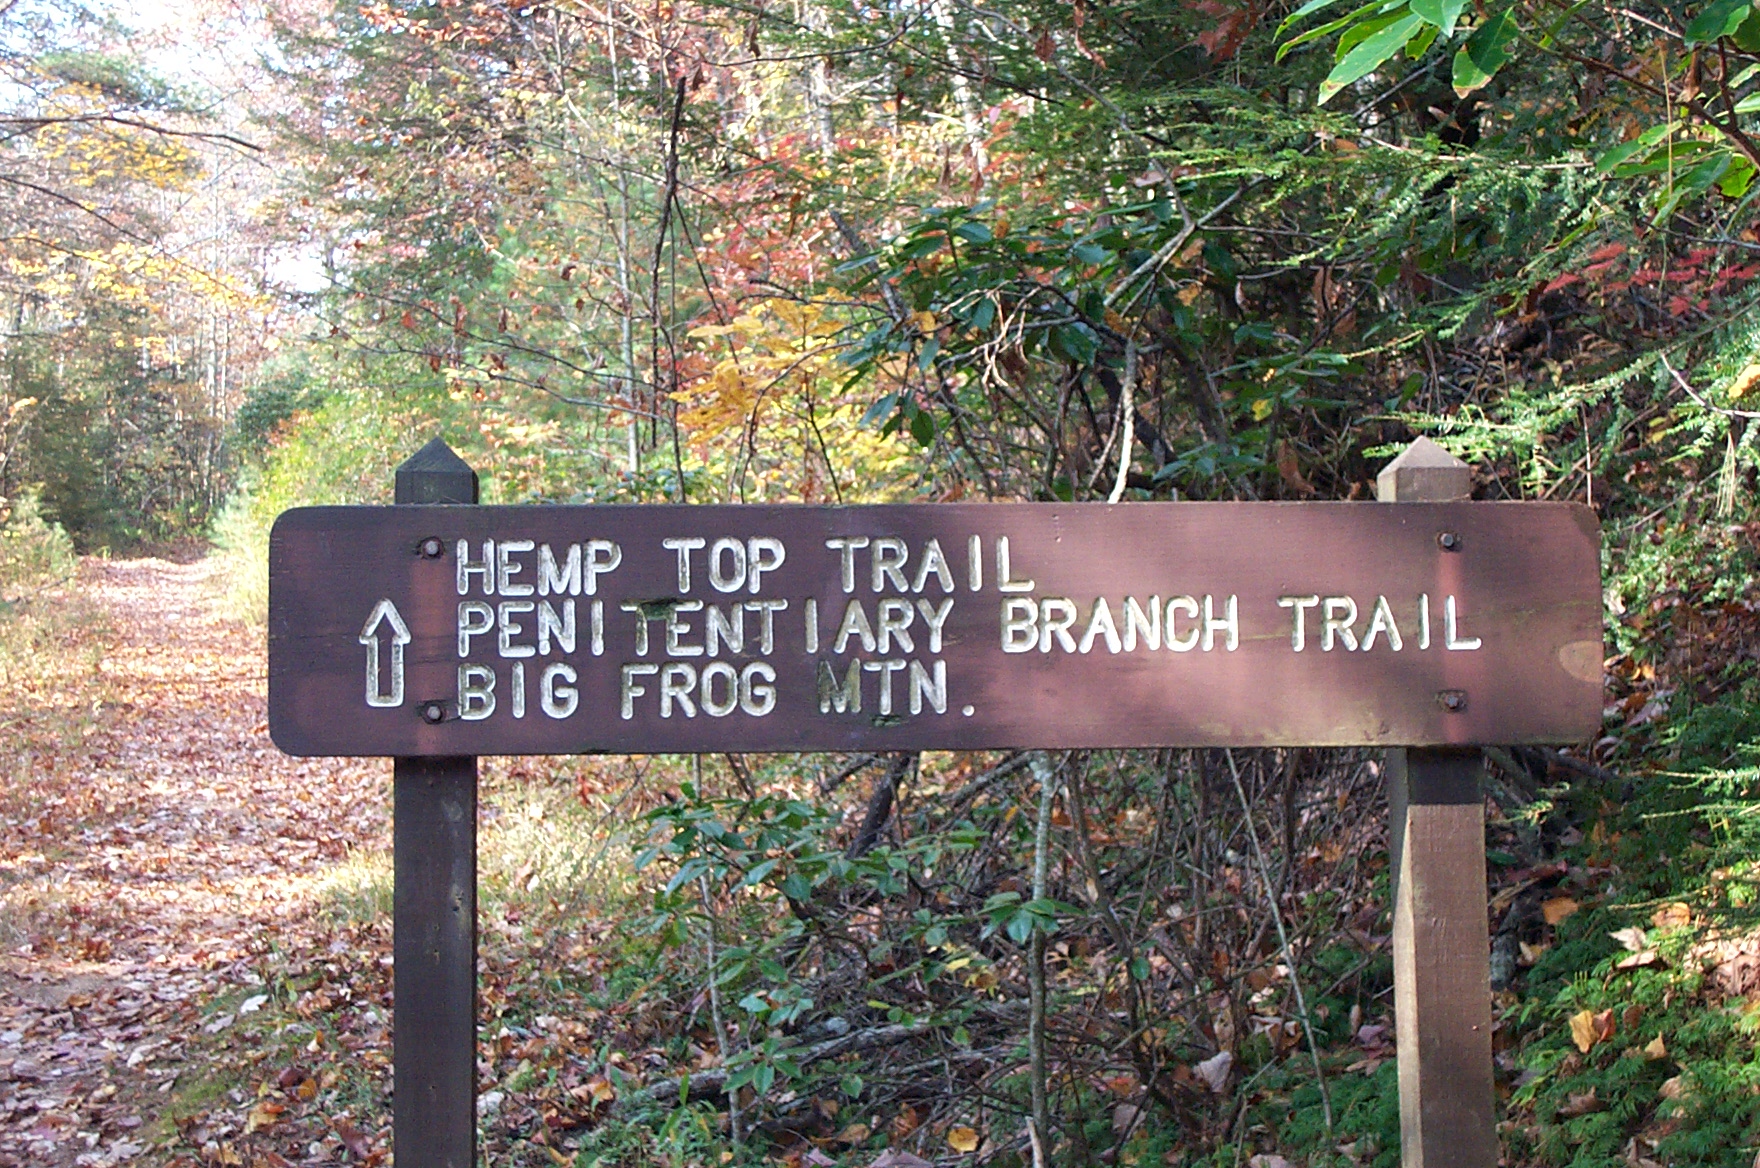 HEMP TOP TRAIL
PENITENTIARY BRANCH TRAIL
BIG FROG MTN.